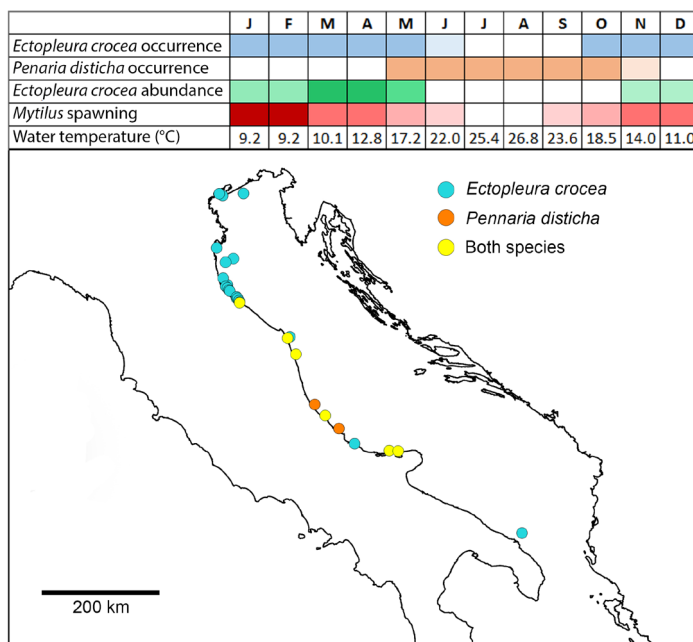 J F M A M J J A S O N D
Ectopleura crocea occurrence
Penaria disticha occurrence
Ectopleura crocea abundance
Mytilus spawning
Water temperature (°C) 9.2 9.2 10.1 12.8 17.2 22.0 25.4 26.8 23.6 18.5 14.0 11.0
Ectopleura crocea
Pennaria disticha
Both species
200 km